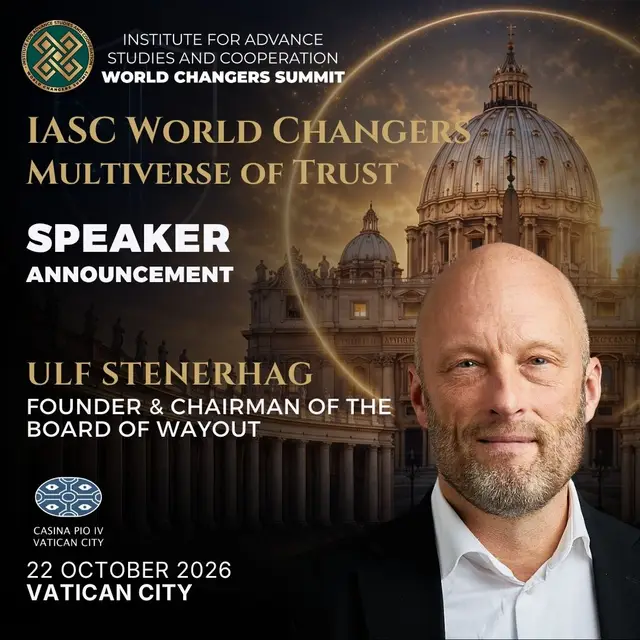 INSTITUTE FOR ADVANCE
STUDIES AND COOPERATION
WORLD CHANGERS SUMMIT
IASC WORLD CHANGERS
MULTIVERSE OF TRUST
SPEAKER
ANNOUNCEMENT
ULF STENERHAG
FOUNDER & CHAIRMAN OF THE
BOARD OF WAYOUT
CASINA PIO IV
VATICAN CITY
22 OCTOBER 2026
VATICAN CITY